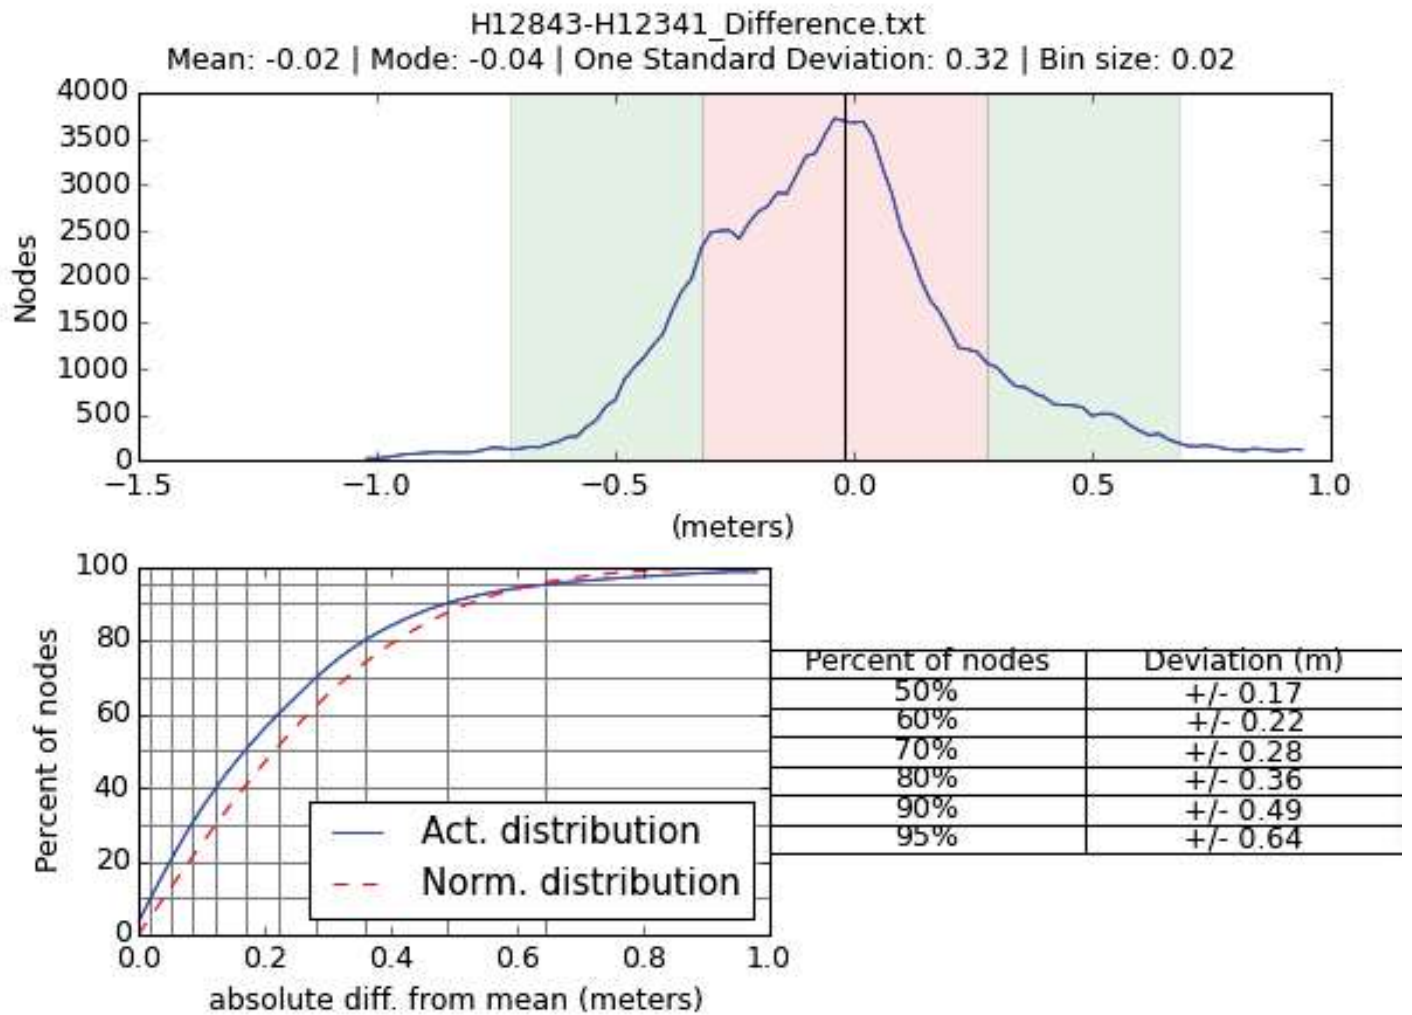 H12843-H12341_Difference.txt
Mean: -0.02 | Mode: -0.04 | One Standard Deviation: 0.32 | Bin size: 0.02
4000
3500
3000
2500
2000
1500
1000
500
0
Nodes
−1.5 −1.0 −0.5 0.0 0.5 1.0
(meters)
100
80
60
40
20
0
Percent of nodes
Act. distribution
Norm. distribution
0.0 0.2 0.4 0.6 0.8 1.0
absolute diff. from mean (meters)
Percent of nodes Deviation (m)
50% +/- 0.17
60% +/- 0.22
70% +/- 0.28
80% +/- 0.36
90% +/- 0.49
95% +/- 0.64